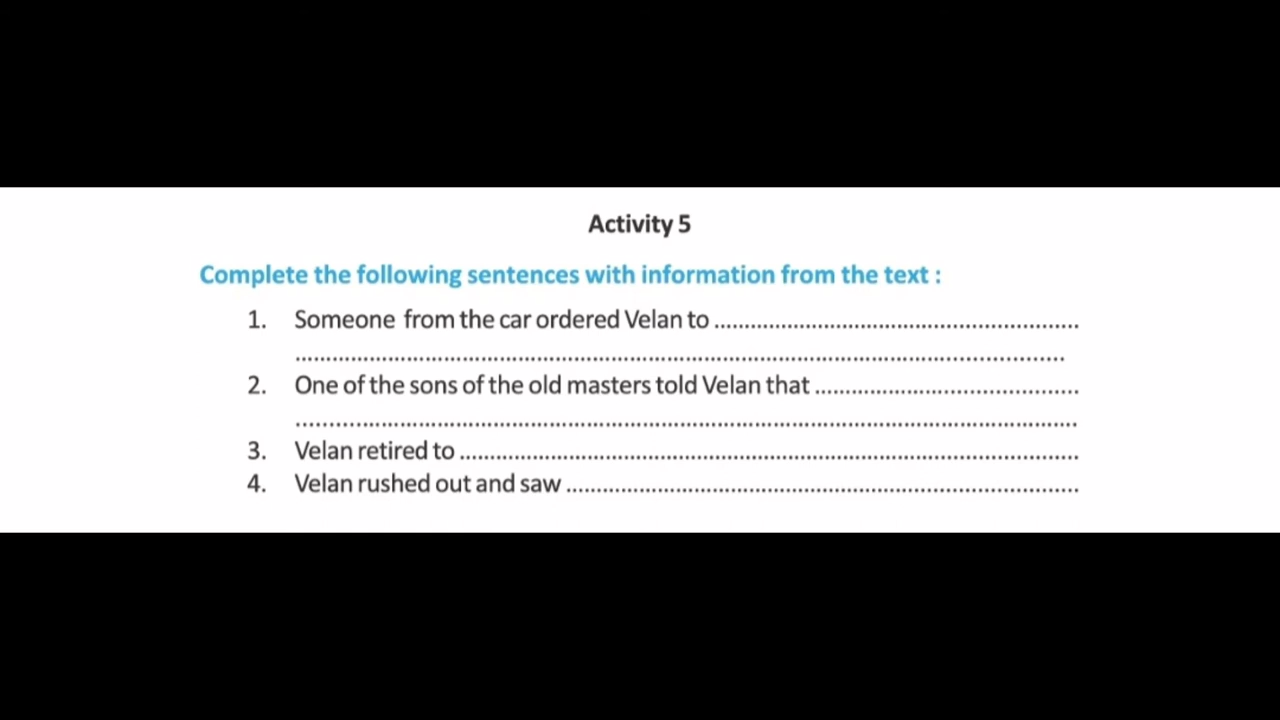 Activity 5
Complete the following sentences with information from the text :
1. Someone from the car ordered Velan to ............................................................
................................................................................................................................
2. One of the sons of the old masters told Velan that ...........................................
..................................................................................................................................
3. Velan retired to ......................................................................................................
4. Velan rushed out and saw .....................................................................................